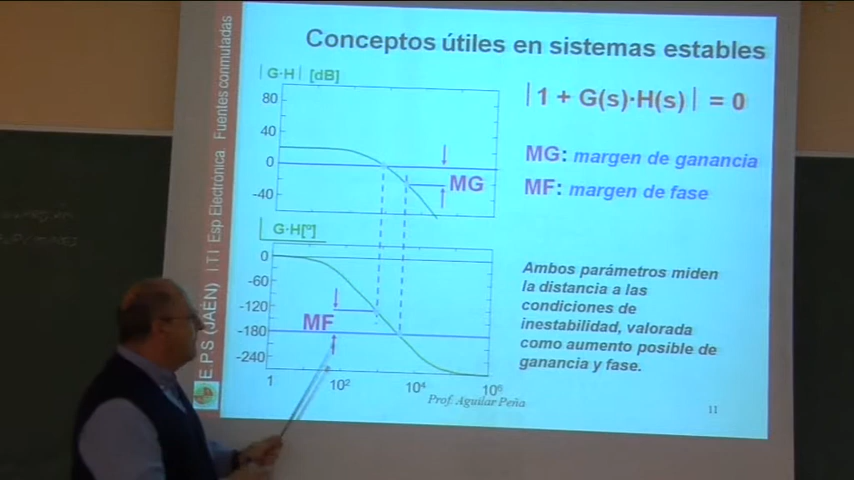 Conceptos útiles en sistemas estables
|G·H| [dB]
80
40
0
-40
MG
|1 + G(s)·H(s)| = 0
MG: margen de ganancia
MF: margen de fase
G·H[º]
0
-60
-120
-180
-240
MF
1
10²
10⁴
10⁶
Ambos parámetros miden
la distancia a las
condiciones de
inestabilidad, valorada
como aumento posible de
ganancia y fase.
Prof. Aguilar Peña
11
E.P.S (JAÉN) I T I Esp Electrónica. Fuentes conmutadas